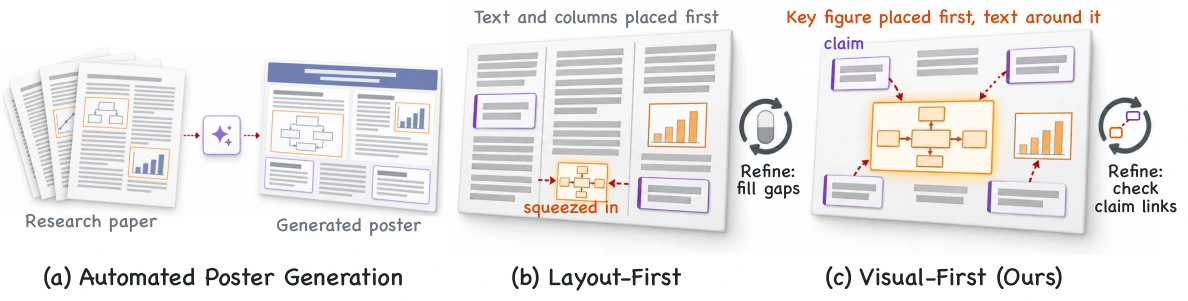 Research paper
Generated poster
(a) Automated Poster Generation
Text and columns placed first
squeezed in
Refine:
fill gaps
(b) Layout-First
Key figure placed first, text around it
claim
Refine:
check
claim links
(c) Visual-First (Ours)